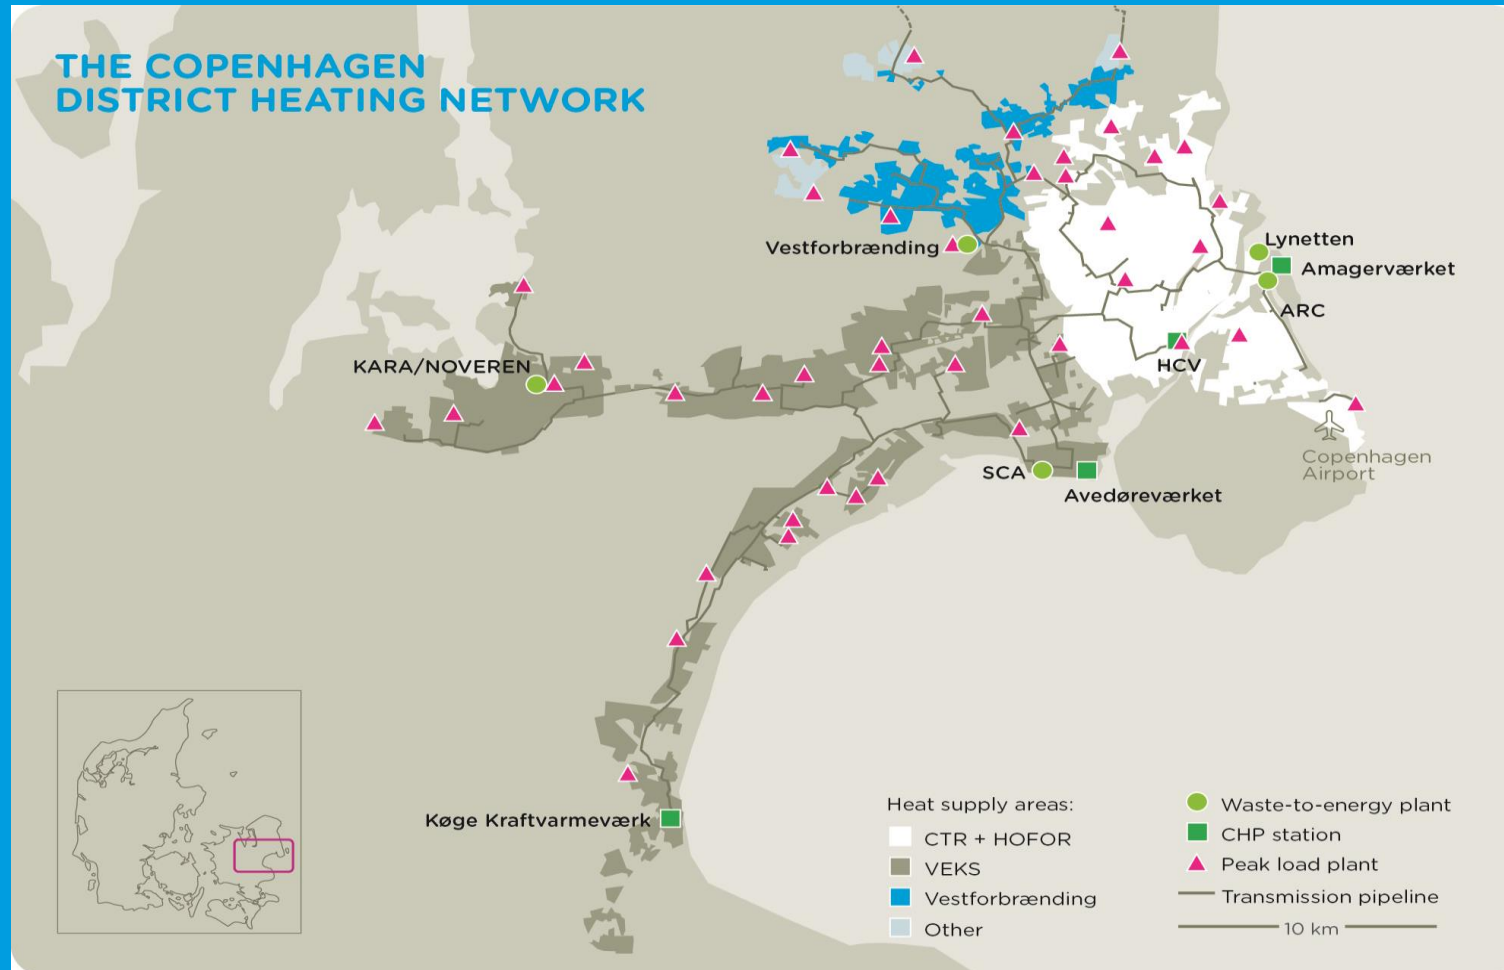 THE COPENHAGEN
DISTRICT HEATING NETWORK
Vestforbrænding
Lynetten
Amagerværket
ARC
KARA/NOVEREN
HCV
Copenhagen
Airport
SCA
Avedøreværket
Køge Kraftvarmeværk
Heat supply areas:
CTR + HOFOR
VEKS
Vestforbrænding
Other
Waste-to-energy plant
CHP station
Peak load plant
Transmission pipeline
10 km